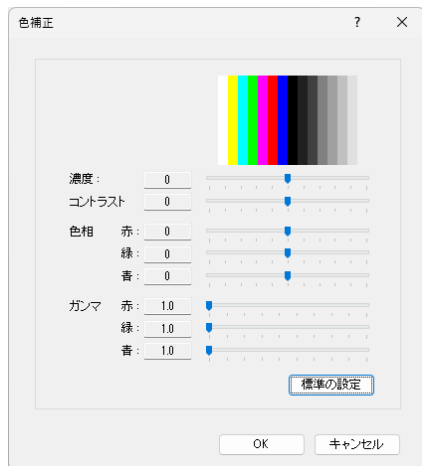 色補正 ? ×
濃度: 0
コントラスト 0
色相 赤: 0
緑: 0
青: 0
ガンマ 赤: 1.0
緑: 1.0
青: 1.0
標準の設定
OK キャンセル